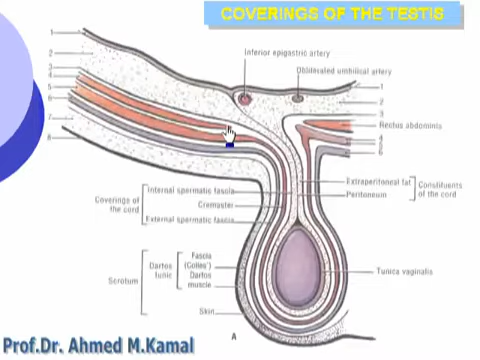 COVERINGS OF THE TESTIS
Inferior epigastric artery
Obliterated umbilical artery
1
2
3
4
5
6
7
8
1
2
3
Rectus abdominis
4
5
6
Extraperitoneal fat
Peritoneum
Constituents
of the cord
Coverings
of the cord
Internal spermatic fascia
Cremaster
External spermatic fascia
Scrotum
Dartos
tunic
Fascia
(Colles')
Dartos
muscle
Skin
Tunica vaginalis
A
Prof.Dr. Ahmed M.Kamal